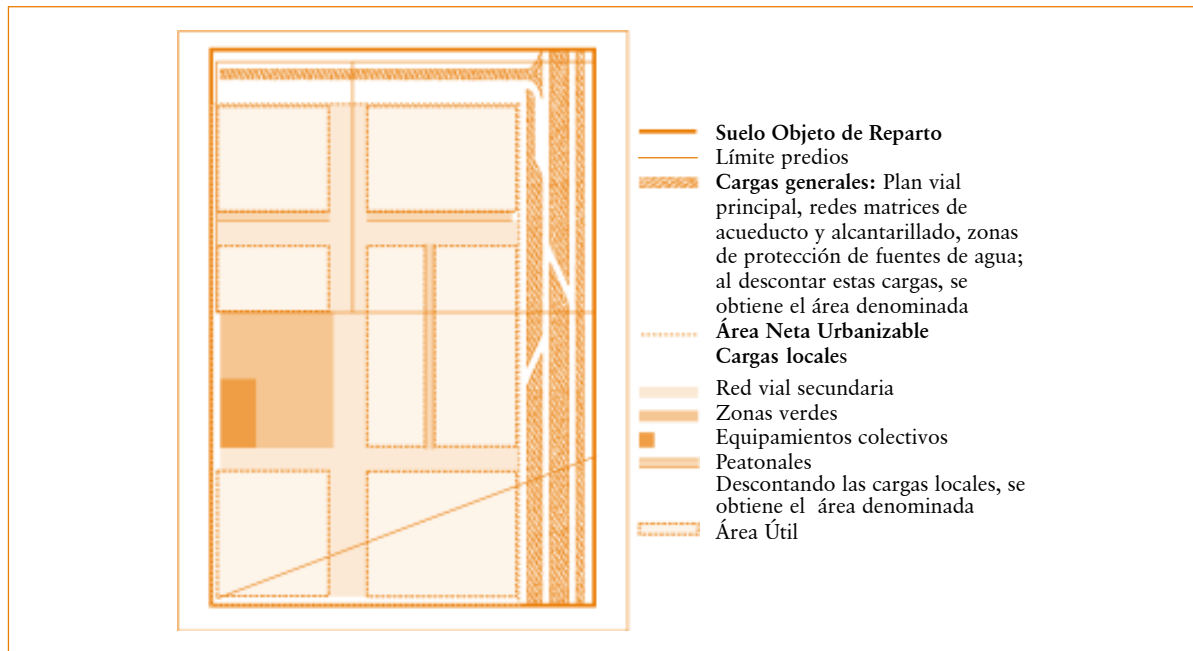 Suelo Objeto de Reparto
Límite predios
Cargas generales: Plan vial
principal, redes matrices de
acueducto y alcantarillado, zonas
de protección de fuentes de agua;
al descontar estas cargas, se
obtiene el área denominada
Área Neta Urbanizable
Cargas locales
Red vial secundaria
Zonas verdes
Equipamientos colectivos
Peatonales
Descontando las cargas locales, se
obtiene el área denominada
Área Útil